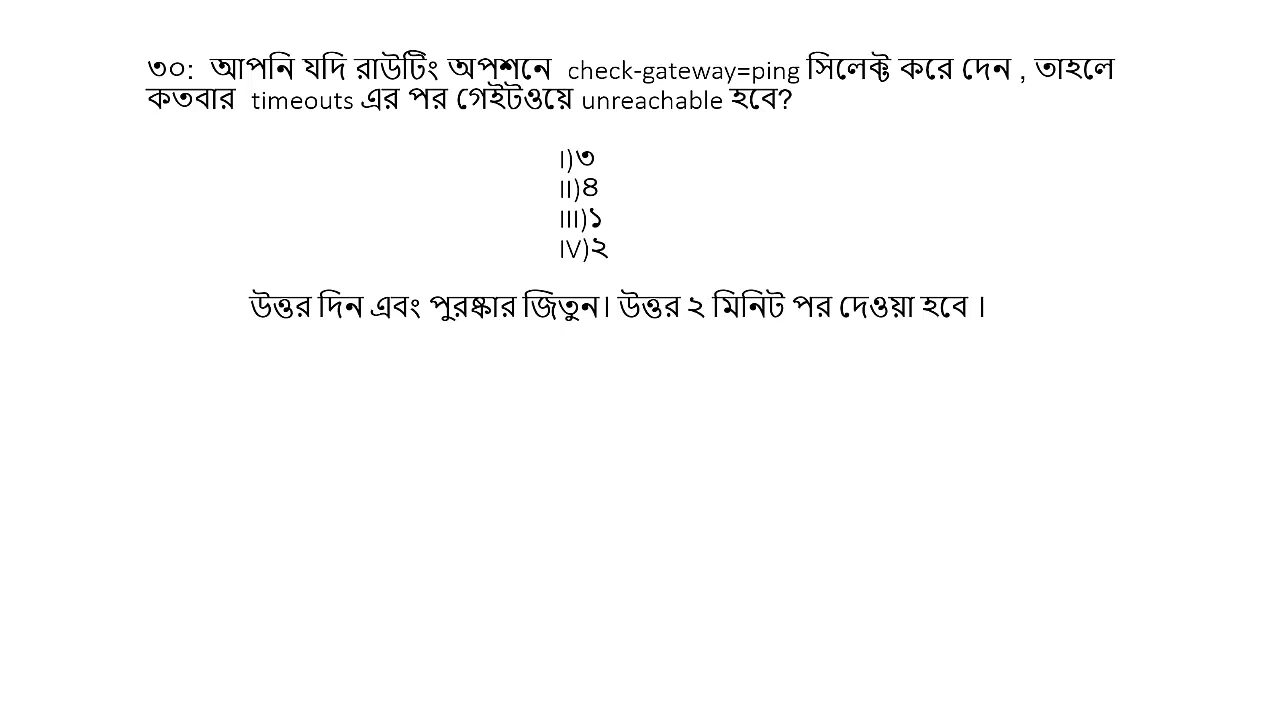 ৩০: আপনি যদি রাউটিং অপশনে check-gateway=ping সিলেক্ট করে দেন , তাহলে
কতবার timeouts এর পর গেইটওয়ে unreachable হবে?
I)৩
II)৪
III)১
IV)২
উত্তর দিন এবং পুরষ্কার জিতুন। উত্তর ২ মিনিট পর দেওয়া হবে ।